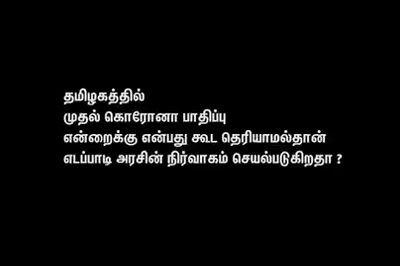 தமிழகத்தில்
முதல் கொரோனா பாதிப்பு
என்றைக்கு என்பது கூட தெரியாமல்தான்
எடப்பாடி அரசின் நிர்வாகம் செயல்படுகிறதா ?